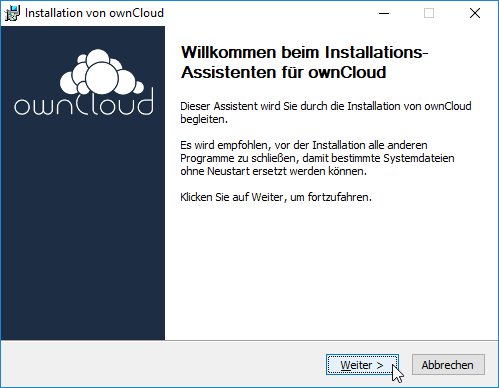 Installation von ownCloud
ownCloud
Willkommen beim Installations-
Assistenten für ownCloud
Dieser Assistent wird Sie durch die Installation von ownCloud
begleiten.
Es wird empfohlen, vor der Installation alle anderen
Programme zu schließen, damit bestimmte Systemdateien
ohne Neustart ersetzt werden können.
Klicken Sie auf Weiter, um fortzufahren.
Weiter >
Abbrechen